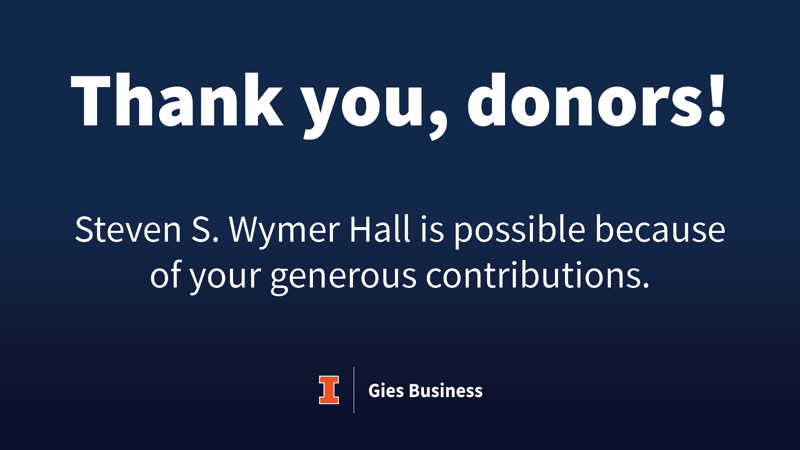 Thank you, donors!
Steven S. Wymer Hall is possible because
of your generous contributions.
I
Gies Business